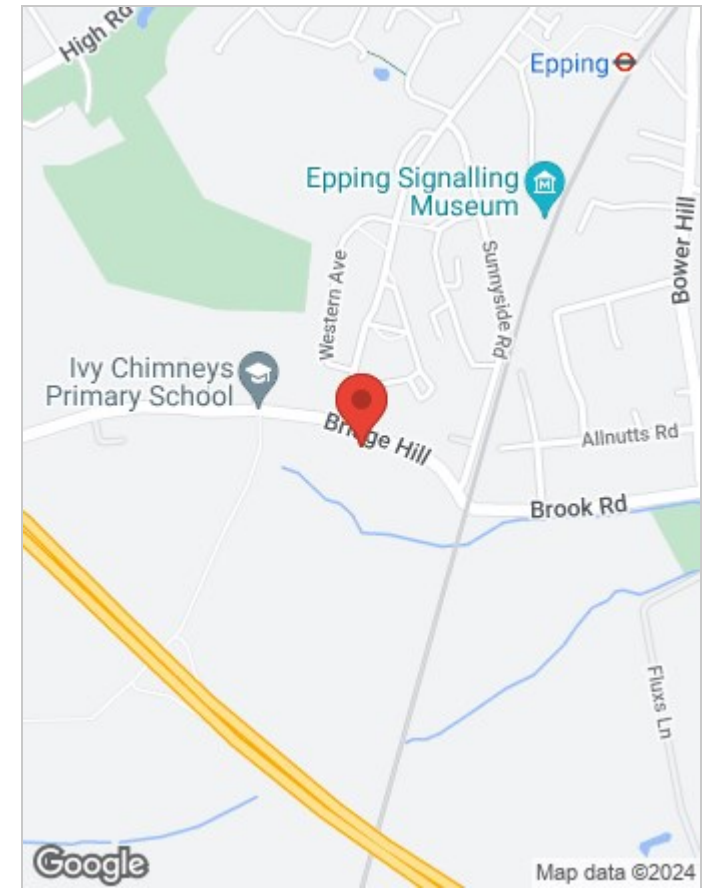 High Rd
Epping
Epping Signalling
Museum
Bower Hill
Sunnyside Rd
Western Ave
Ivy Chimneys
Primary School
Bridge Hill
Allnutts Rd
Brook Rd
Fluxs Ln
Google
Map data ©2024